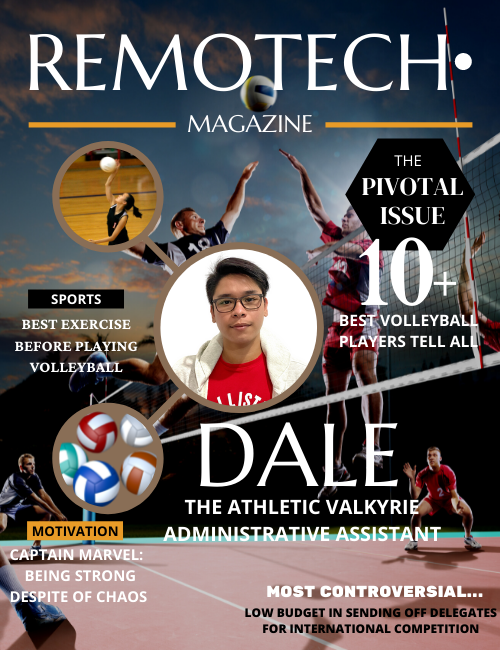 REMOTECH•
MAGAZINE
THE
PIVOTAL
ISSUE
10+
BEST VOLLEYBALL
PLAYERS TELL ALL
SPORTS
BEST EXERCISE
BEFORE PLAYING
VOLLEYBALL
DALE
THE ATHLETIC VALKYRIE
ADMINISTRATIVE ASSISTANT
MOTIVATION
CAPTAIN MARVEL:
BEING STRONG
DESPITE OF CHAOS
MOST CONTROVERSIAL...
LOW BUDGET IN SENDING OFF DELEGATES
FOR INTERNATIONAL COMPETITION